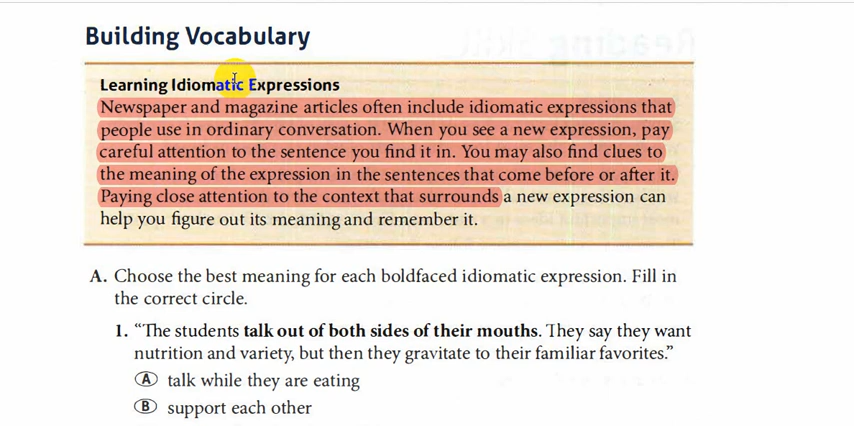 Building Vocabulary
Learning Idiomatic Expressions
Newspaper and magazine articles often include idiomatic expressions that
people use in ordinary conversation. When you see a new expression, pay
careful attention to the sentence you find it in. You may also find clues to
the meaning of the expression in the sentences that come before or after it.
Paying close attention to the context that surrounds a new expression can
help you figure out its meaning and remember it.
A. Choose the best meaning for each boldfaced idiomatic expression. Fill in
the correct circle.
1. “The students talk out of both sides of their mouths. They say they want
nutrition and variety, but then they gravitate to their familiar favorites.”
A talk while they are eating
B support each other